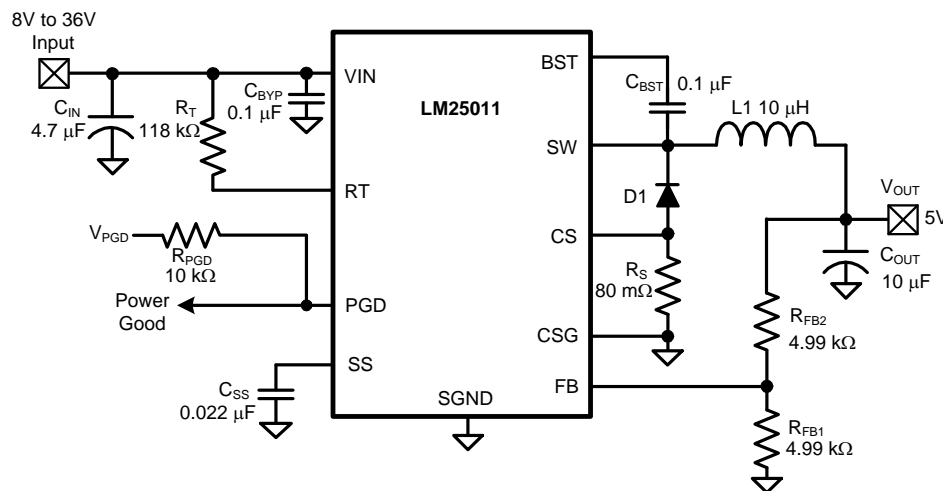 8V to 36V
Input
VIN
C_IN
4.7 μF
R_T
118 kΩ
C_BYP
0.1 μF
RT
V_PGD
R_PGD
10 kΩ
Power
Good
PGD
SS
C_SS
0.022 μF
LM25011
SGND
BST
C_BST 0.1 μF
SW
L1 10 μH
D1
CS
R_S
80 mΩ
CSG
FB
V_OUT
5V
C_OUT
10 μF
R_FB2
4.99 kΩ
R_FB1
4.99 kΩ